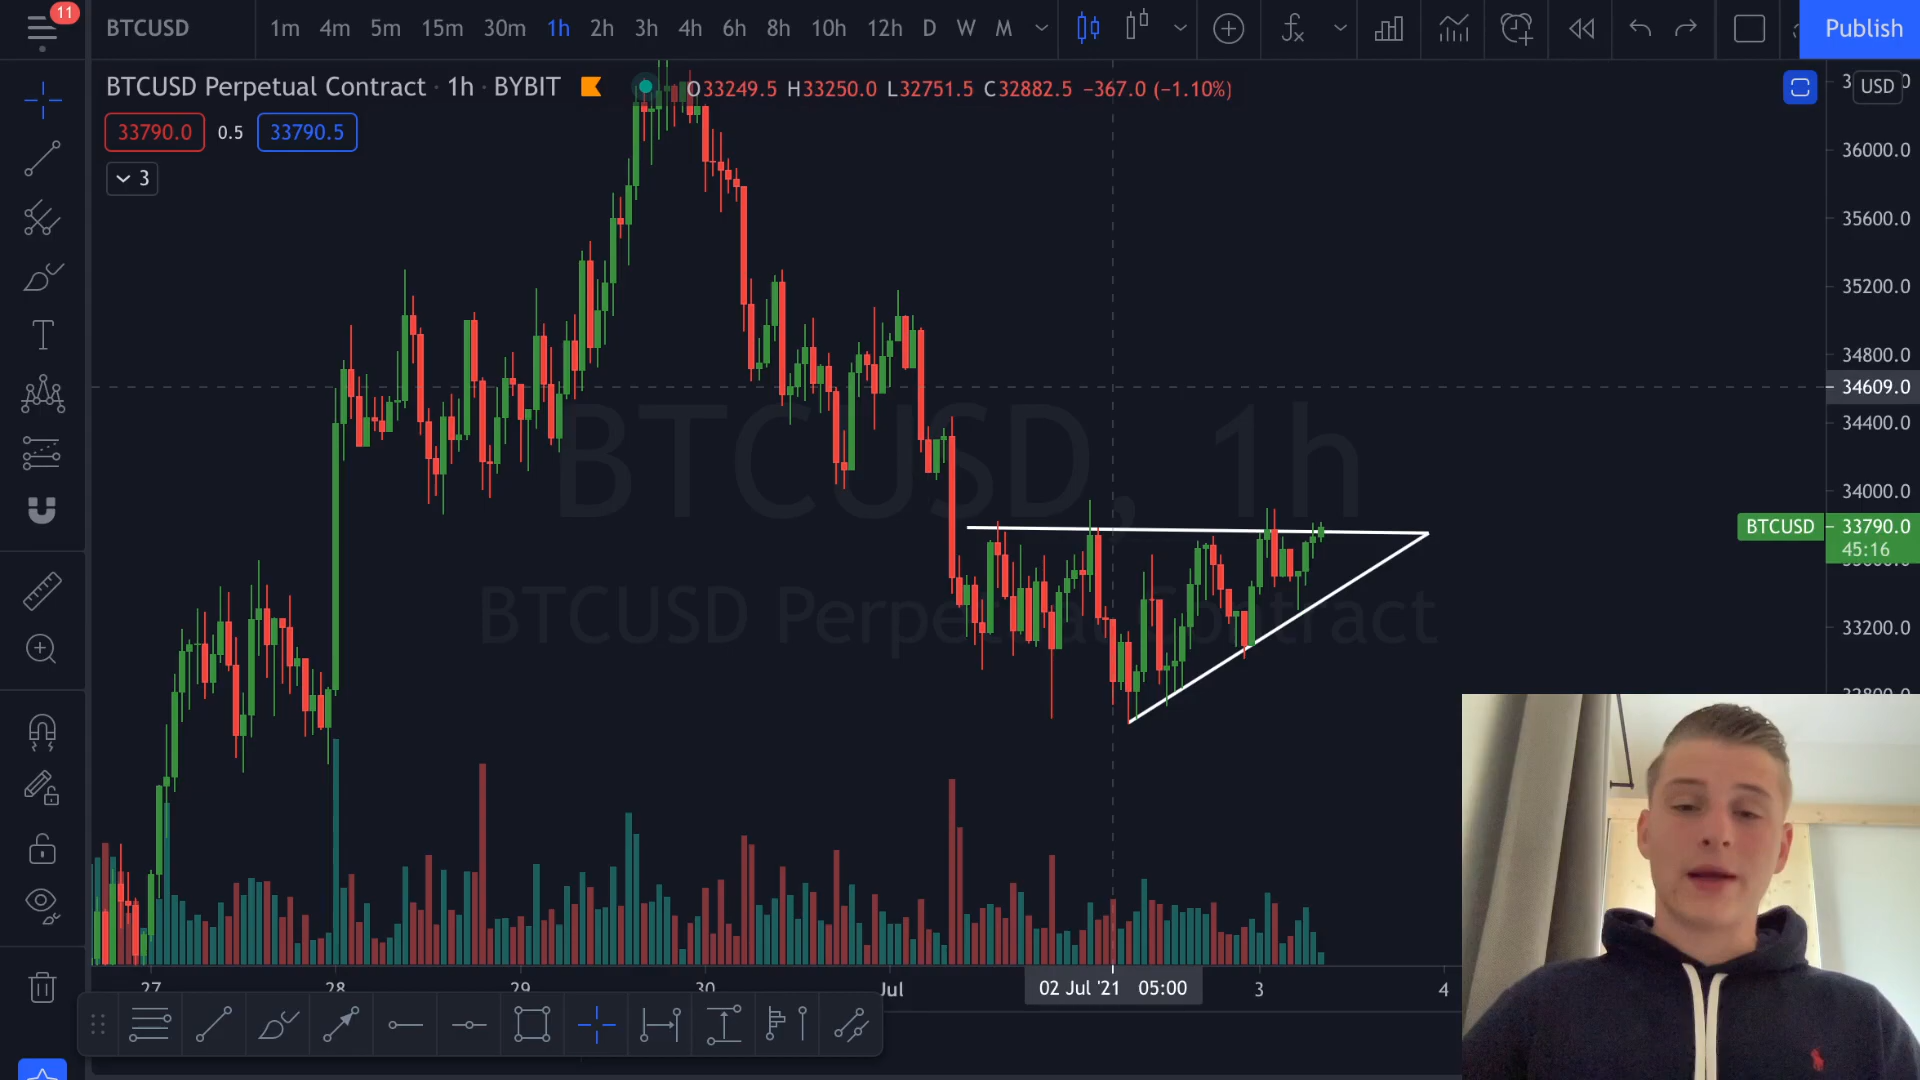 11
BTCUSD 1m 4m 5m 15m 30m 1h 2h 3h 4h 6h 8h 10h 12h D W M Publish
BTCUSD Perpetual Contract · 1h · BYBIT O33249.5 H33250.0 L32751.5 C32882.5 −367.0 (−1.10%)
USD
33790.0 0.5 33790.5
3
36000.0
35600.0
35200.0
34800.0
34609.0
34400.0
BTCUSD, 1h
34000.0
BTCUSD 33790.0
45:16
BTCUSD Perpetual Contract
33200.0
32800.0
27 28 29 30 Jul 02 Jul '21 05:00 3 4